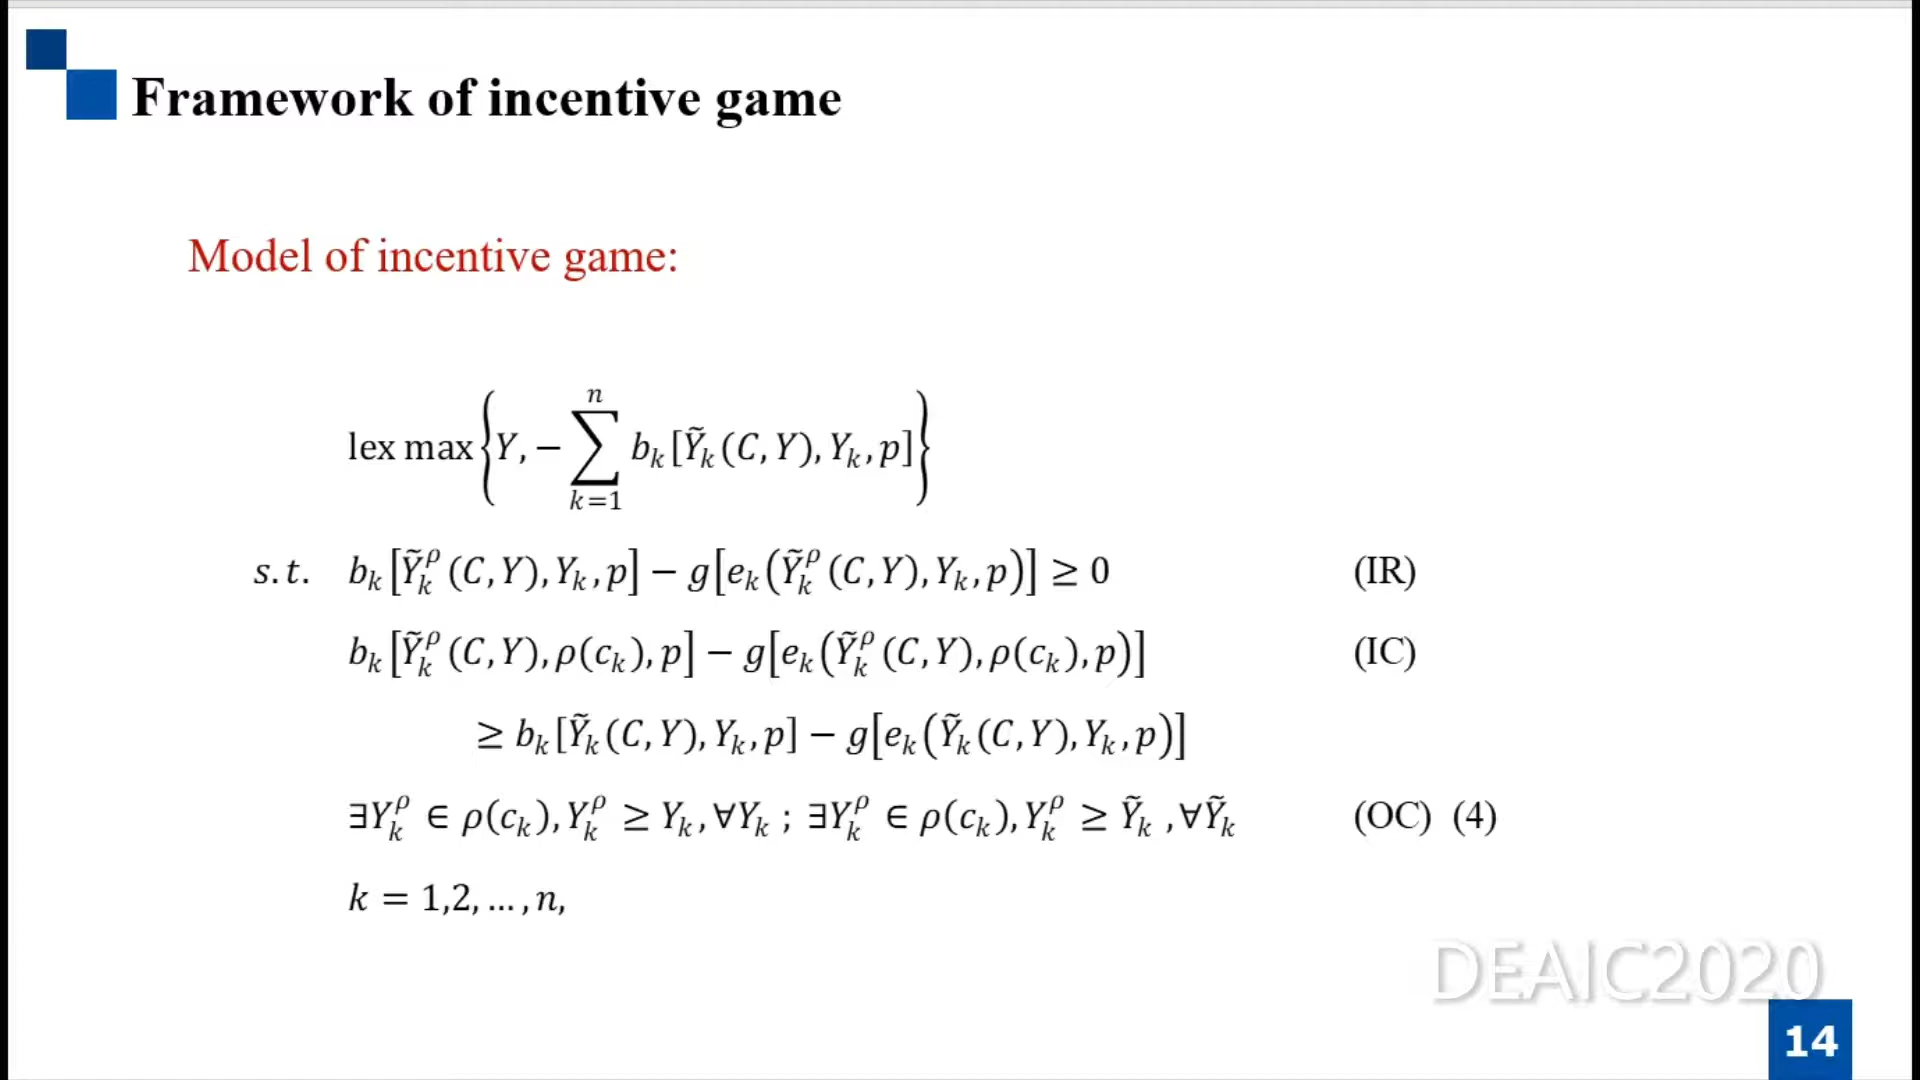 Framework of incentive game
Model of incentive game:
lex max {Y, − ∑_{k=1}^{n} b_k[Ỹ_k(C, Y), Y_k, p]}
s.t. b_k[Ỹ_k^ρ(C, Y), Y_k, p] − g[e_k(Ỹ_k^ρ(C, Y), Y_k, p)] ≥ 0 (IR)
b_k[Ỹ_k^ρ(C, Y), ρ(c_k), p] − g[e_k(Ỹ_k^ρ(C, Y), ρ(c_k), p)] (IC)
≥ b_k[Ỹ_k(C, Y), Y_k, p] − g[e_k(Ỹ_k(C, Y), Y_k, p)]
∃Y_k^ρ ∈ ρ(c_k), Y_k^ρ ≥ Y_k, ∀Y_k ; ∃Y_k^ρ ∈ ρ(c_k), Y_k^ρ ≥ Ỹ_k , ∀Ỹ_k (OC) (4)
k = 1,2, … , n,
DEAIC2020
14